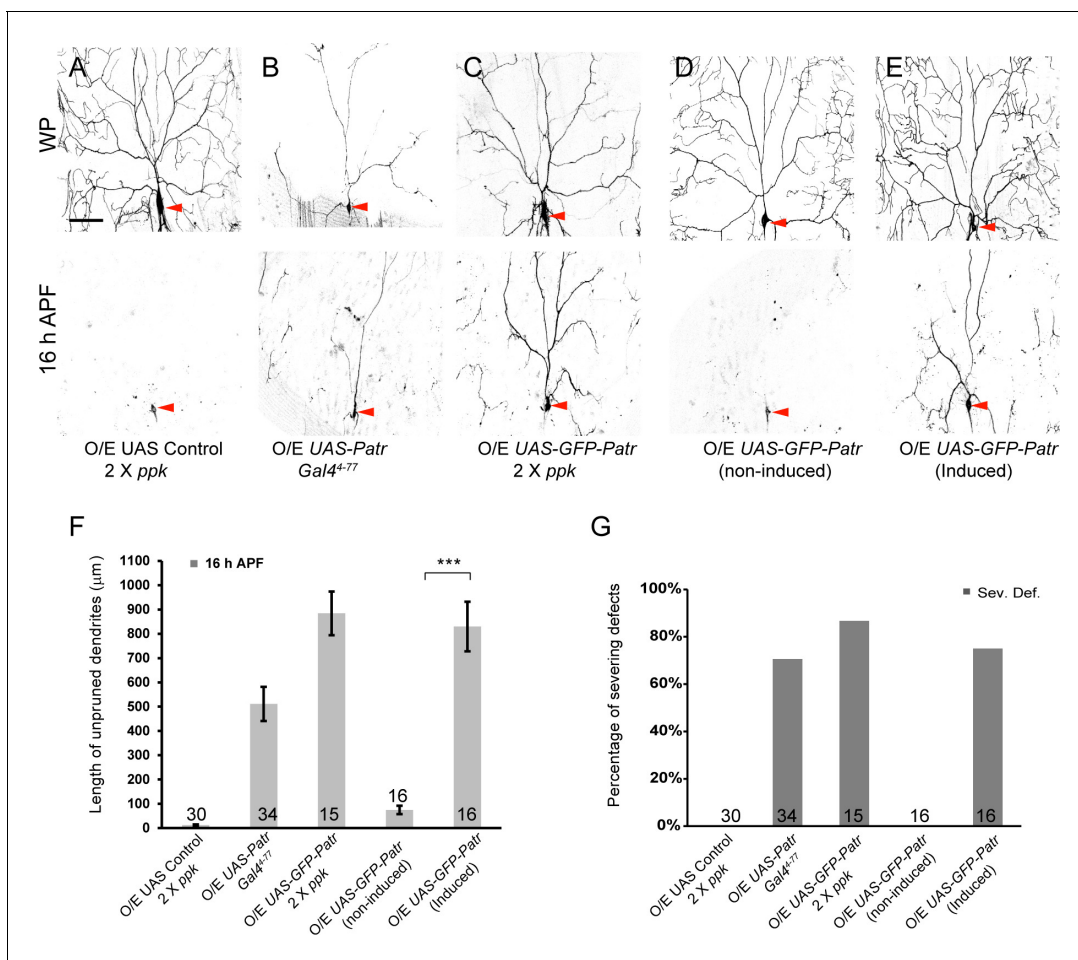 A
B
C
D
E
WP
16 h APF
O/E UAS Control
2 X ppk
O/E UAS-Patr
Gal4⁴⁻⁷⁷
O/E UAS-GFP-Patr
2 X ppk
O/E UAS-GFP-Patr
(non-induced)
O/E UAS-GFP-Patr
(Induced)
F
16 h APF
***
Length of unpruned dendrites (μm)
1100
1000
900
800
700
600
500
400
300
200
100
0
30
34
15
16
16
O/E UAS Control
2 X ppk
O/E UAS-Patr
Gal4⁴⁻⁷⁷
O/E UAS-GFP-Patr
2 X ppk
O/E UAS-GFP-Patr
(non-induced)
O/E UAS-GFP-Patr
(Induced)
G
Sev. Def.
Percentage of severing defects
100%
80%
60%
40%
20%
0%
30
34
15
16
16
O/E UAS Control
2 X ppk
O/E UAS-Patr
Gal4⁴⁻⁷⁷
O/E UAS-GFP-Patr
2 X ppk
O/E UAS-GFP-Patr
(non-induced)
O/E UAS-GFP-Patr
(Induced)